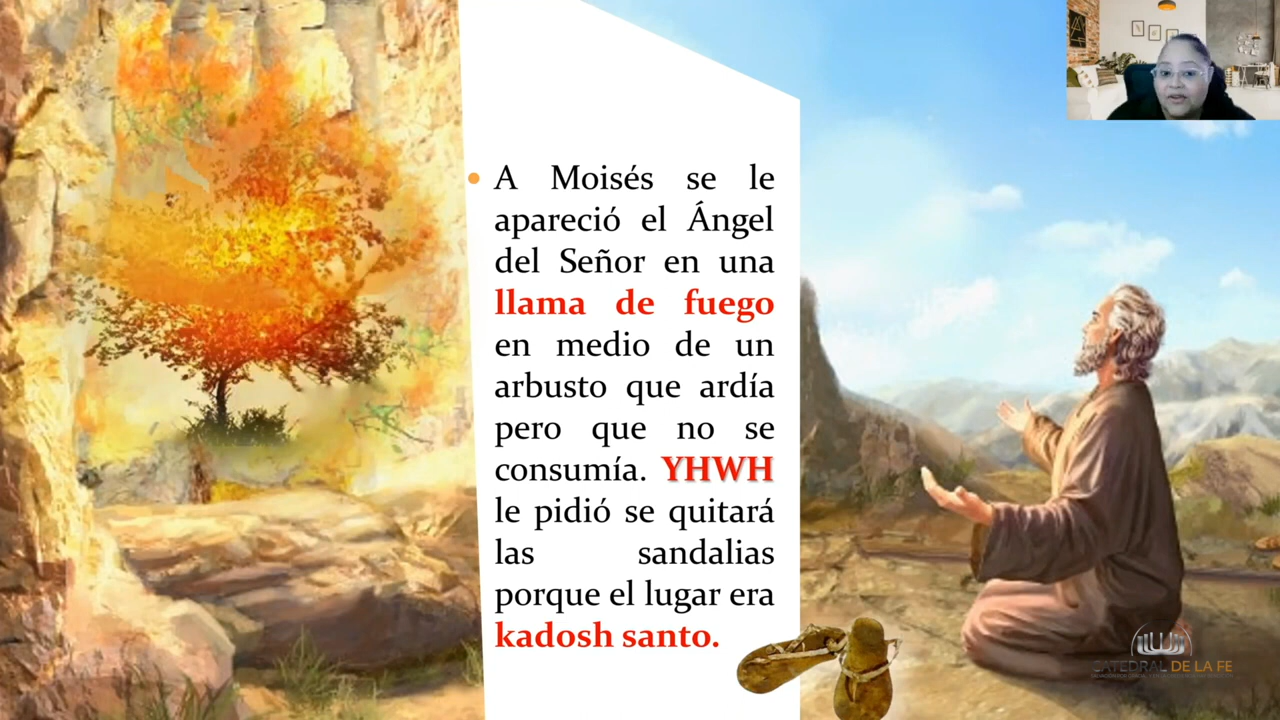 A Moisés se le
apareció el Ángel
del Señor en una
llama de fuego
en medio de un
arbusto que ardía
pero que no se
consumía. YHWH
le pidió se quitará
las sandalias
porque el lugar era
kadosh santo.
CATEDRAL DE LA FE